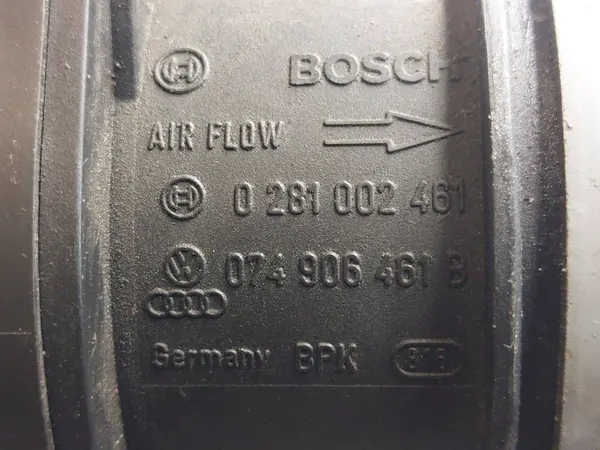 BOSCH
AIR FLOW
0 281 002 461
074 906 461 B
Germany BPK